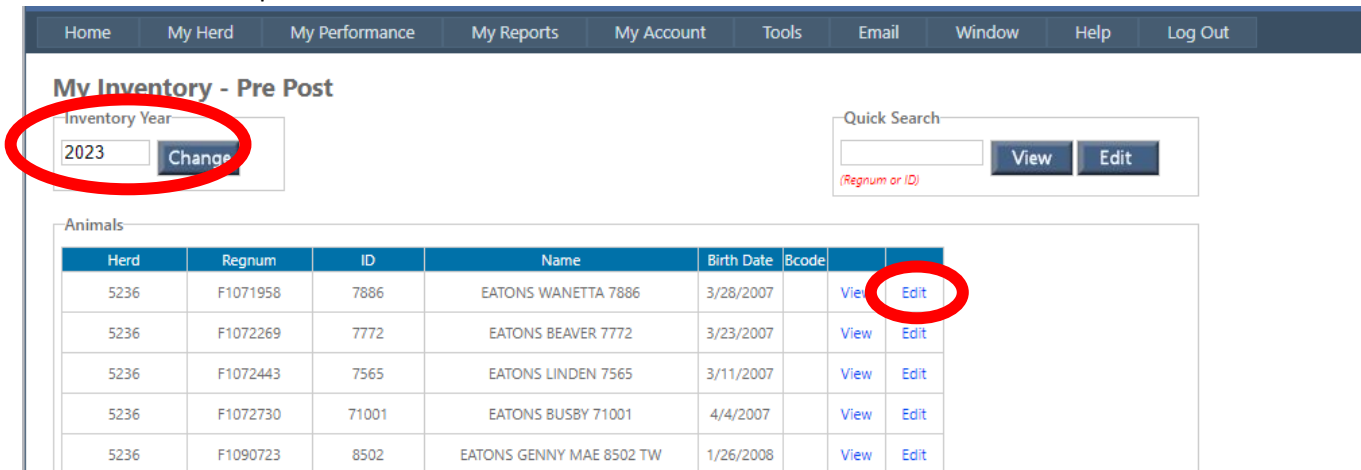 Home My Herd My Performance My Reports My Account Tools Email Window Help Log Out
My Inventory - Pre Post
Inventory Year
2023 Change
Quick Search
View Edit
(Regnum or ID)
Animals
Herd Regnum ID Name Birth Date Bcode
5236 F1071958 7886 EATONS WANETTA 7886 3/28/2007 View Edit
5236 F1072269 7772 EATONS BEAVER 7772 3/23/2007 View Edit
5236 F1072443 7565 EATONS LINDEN 7565 3/11/2007 View Edit
5236 F1072730 71001 EATONS BUSBY 71001 4/4/2007 View Edit
5236 F1090723 8502 EATONS GENNY MAE 8502 TW 1/26/2008 View Edit